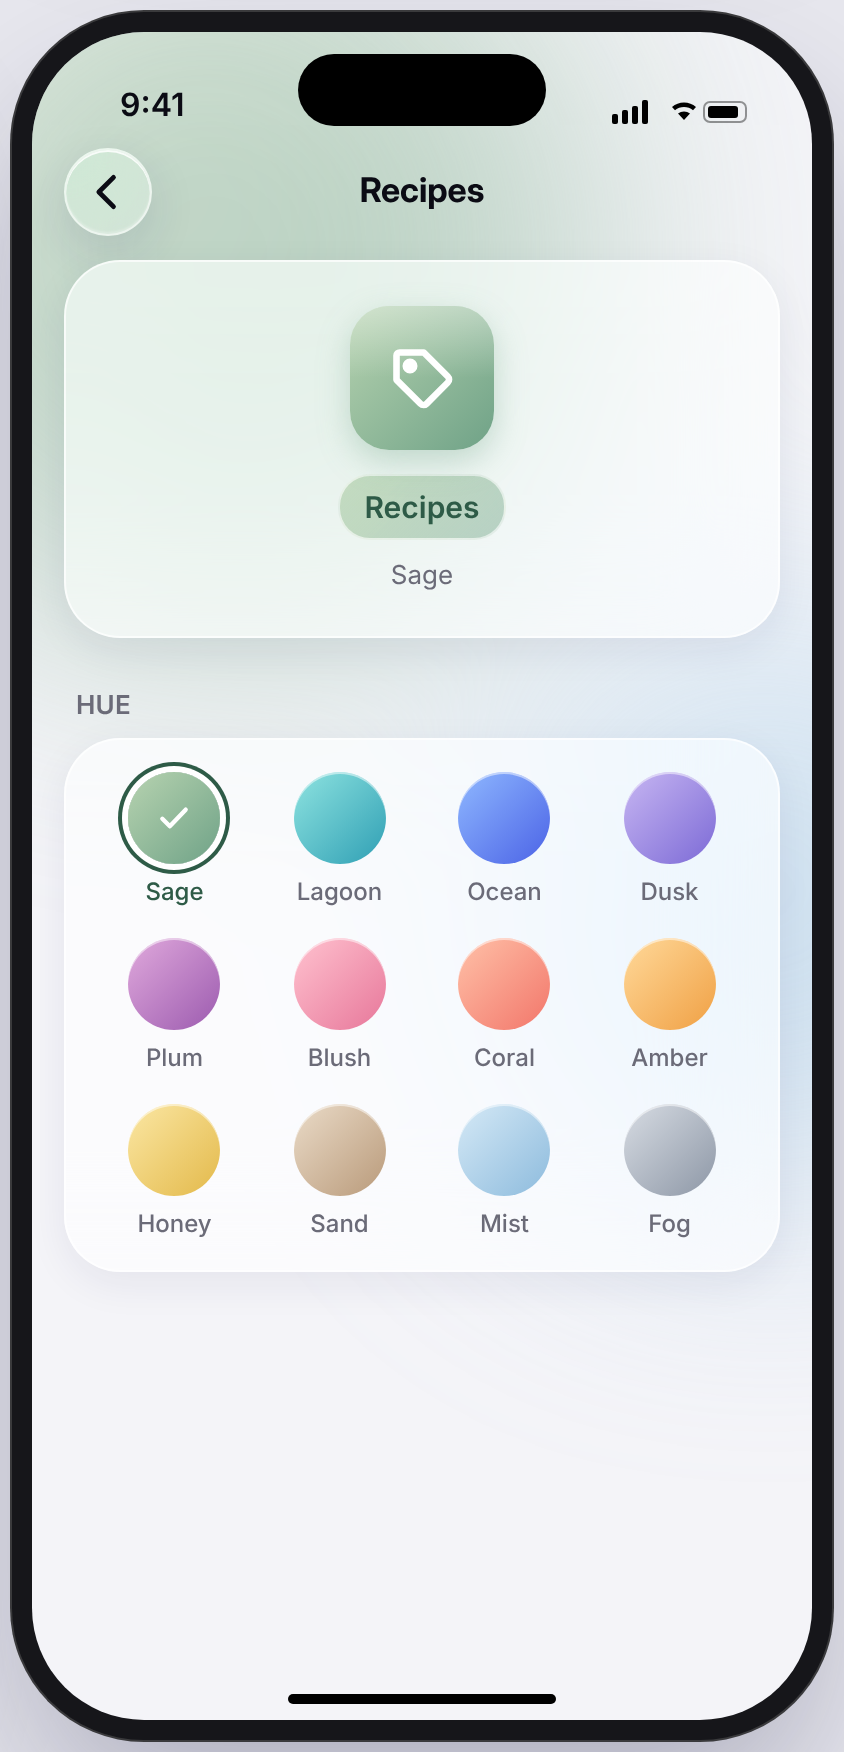 9:41
Recipes
Recipes
Sage
HUE
Sage Lagoon Ocean Dusk
Plum Blush Coral Amber
Honey Sand Mist Fog